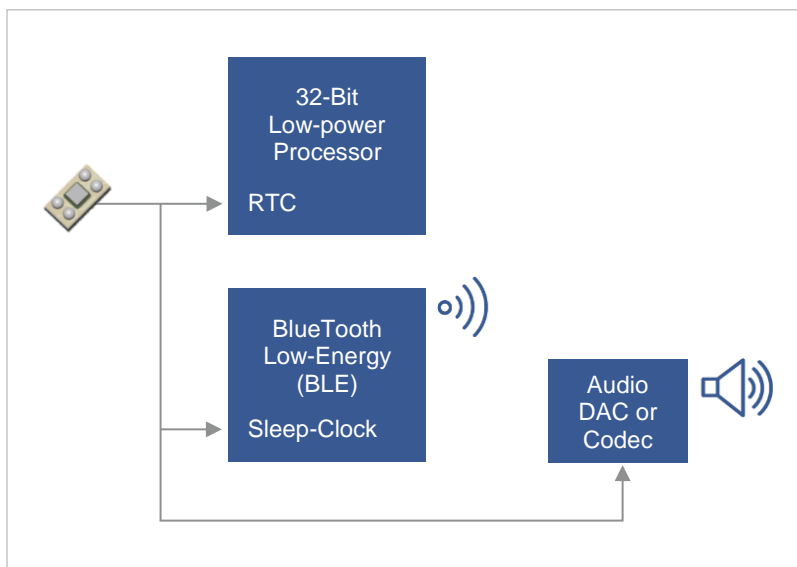 32-Bit
Low-power
Processor
RTC
BlueTooth
Low-Energy
(BLE)
Sleep-Clock
Audio
DAC or
Codec